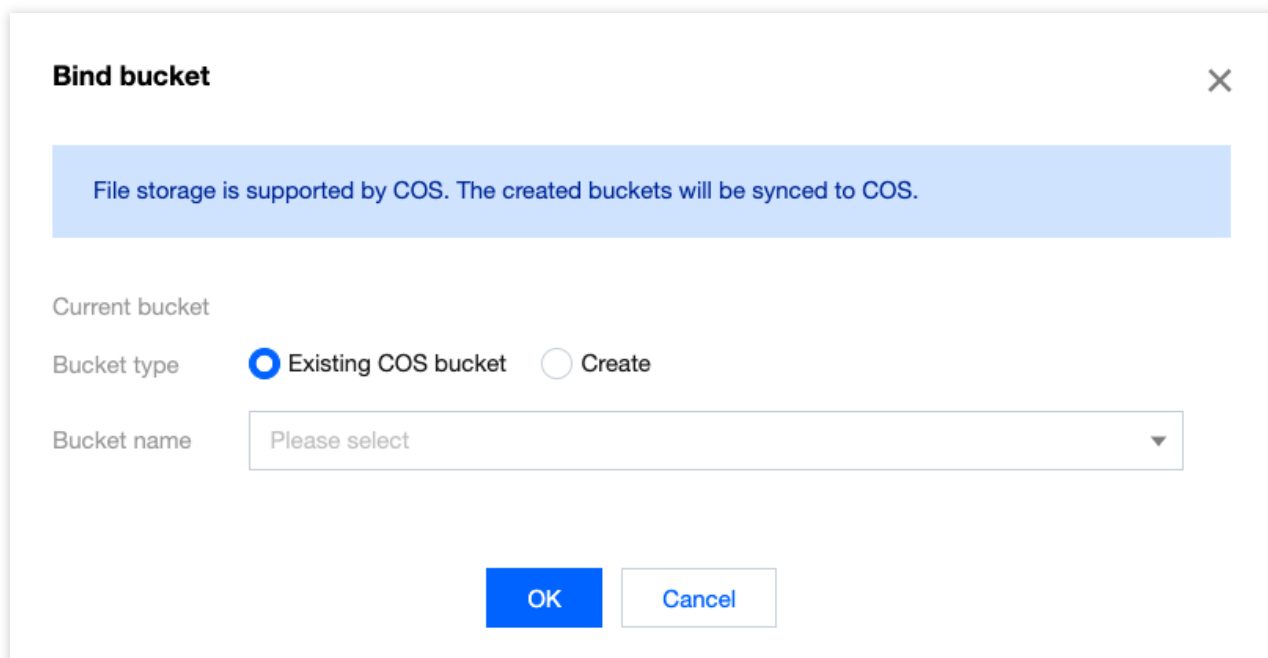 Bind bucket
File storage is supported by COS. The created buckets will be synced to COS.
Current bucket
Bucket type Existing COS bucket Create
Bucket name Please select
OK Cancel